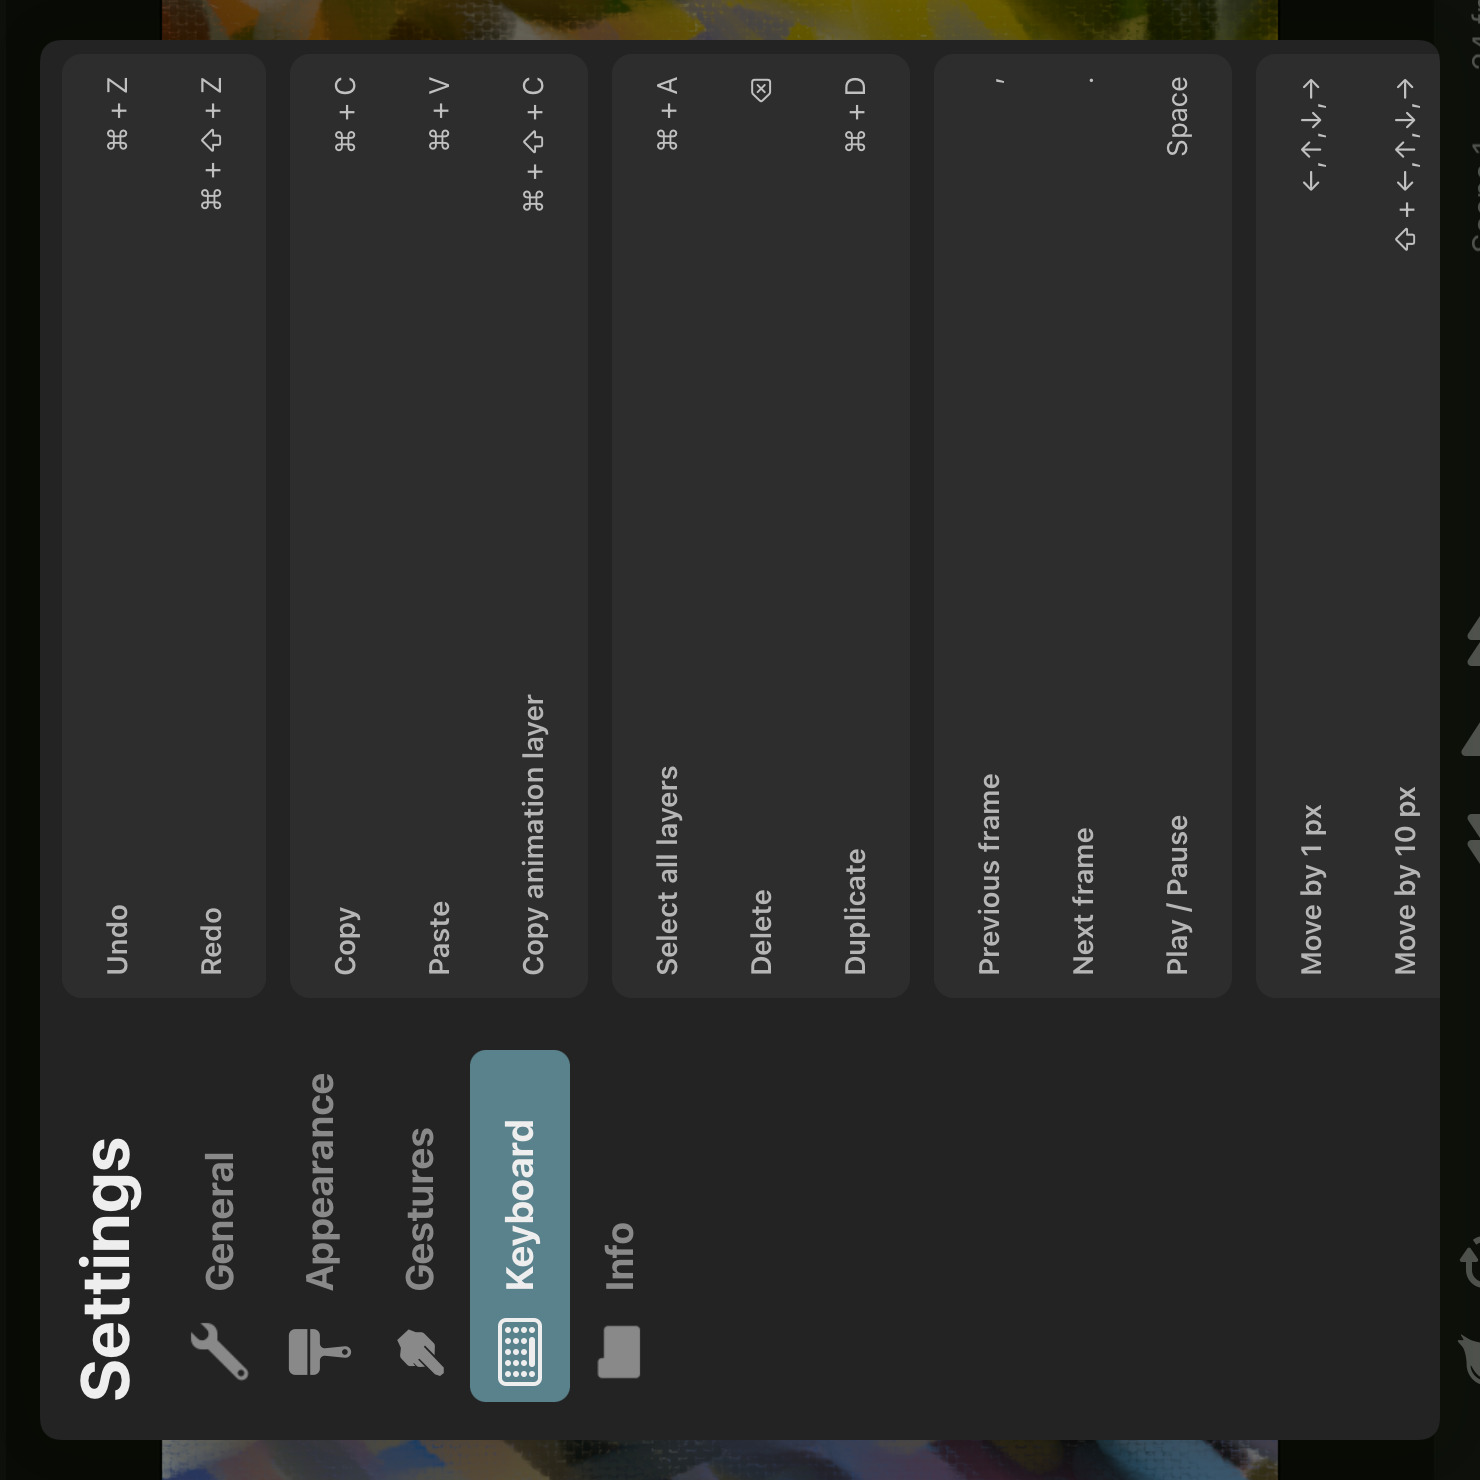 Settings
General
Appearance
Gestures
Keyboard
Info
Undo ⌘ + Z
Redo ⌘ + ⇧ + Z
Copy ⌘ + C
Paste ⌘ + V
Copy animation layer ⌘ + ⇧ + C
Select all layers ⌘ + A
Delete ⌫
Duplicate ⌘ + D
Previous frame ,
Next frame .
Play / Pause Space
Move by 1 px ←,↑,↓,→
Move by 10 px ⇧ + ←,↑,↓,→